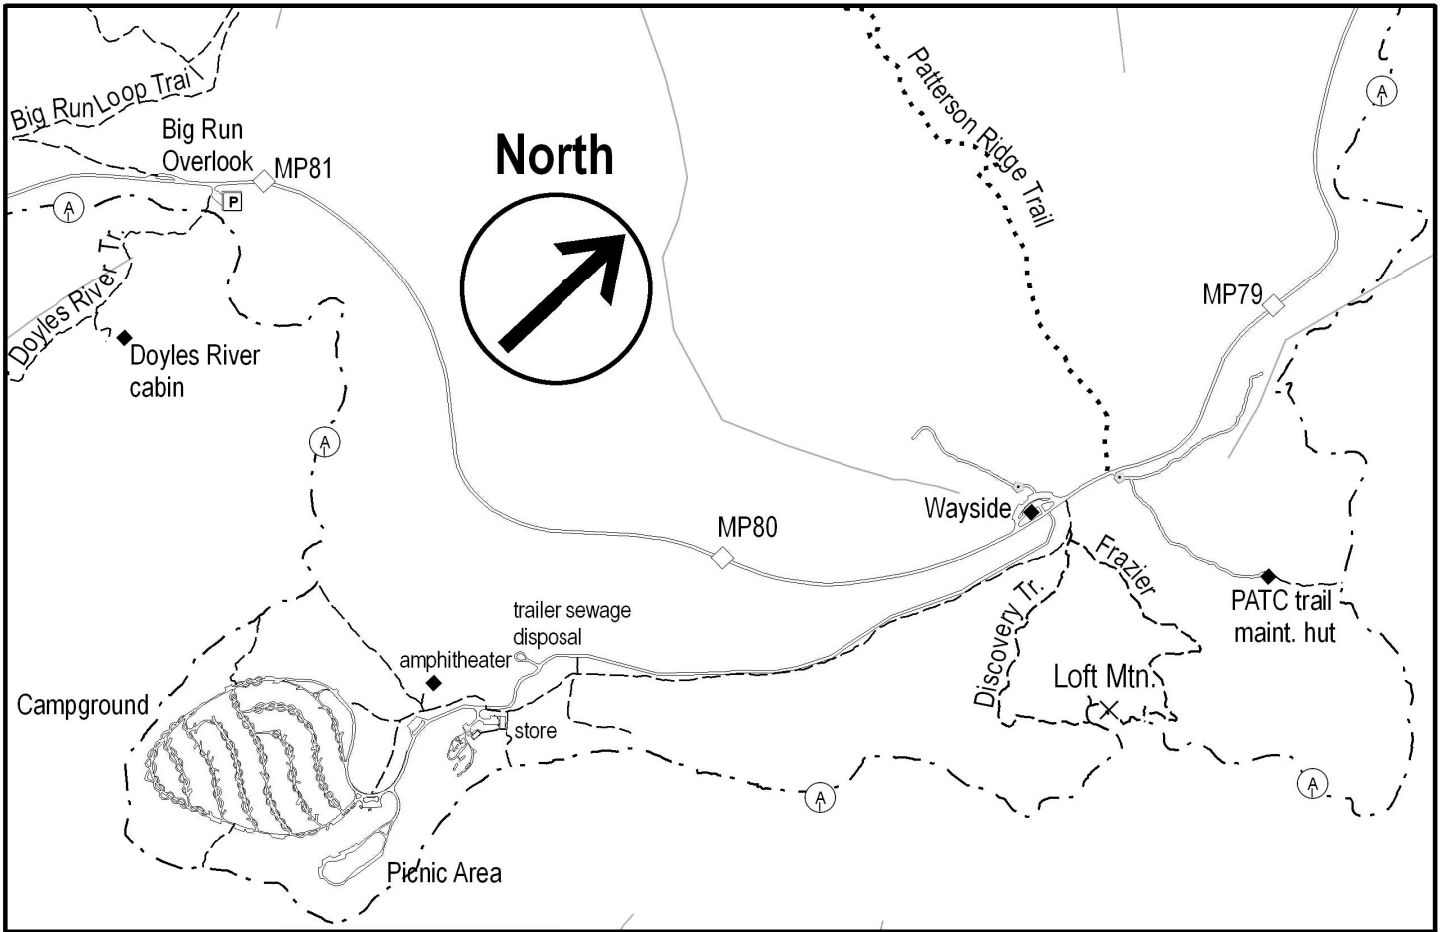 Big Run Loop Trail
Big Run
Overlook
MP81
North
Patterson Ridge Trail
A
A
P
Doyles River Tr.
Doyles River
cabin
MP79
A
Wayside
MP80
Frazier
Discovery Tr.
PATC trail
maint. hut
trailer sewage
disposal
amphitheater
Loft Mtn.
Campground
store
A
A
Picnic Area